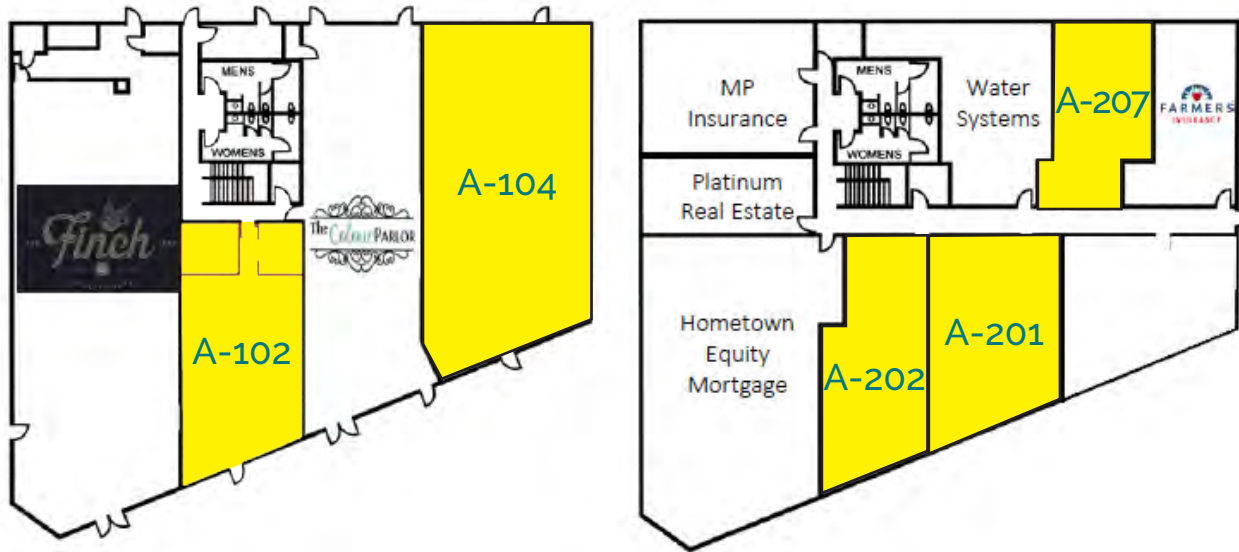 MENS
WOMENS
Finch
The Colour PARLOR
A-104
A-102
MP
Insurance
MENS
WOMENS
Water
Systems
A-207
FARMERS
INSURANCE
Platinum
Real Estate
Hometown
Equity
Mortgage
A-202
A-201